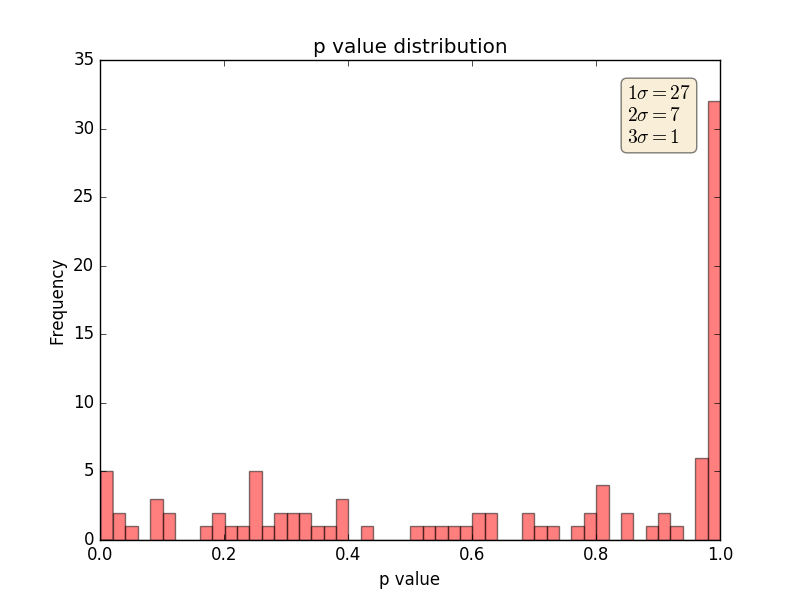 p value distribution
1σ = 27
2σ = 7
3σ = 1
35
30
25
20
15
10
5
0
Frequency
0.0 0.2 0.4 0.6 0.8 1.0
p value